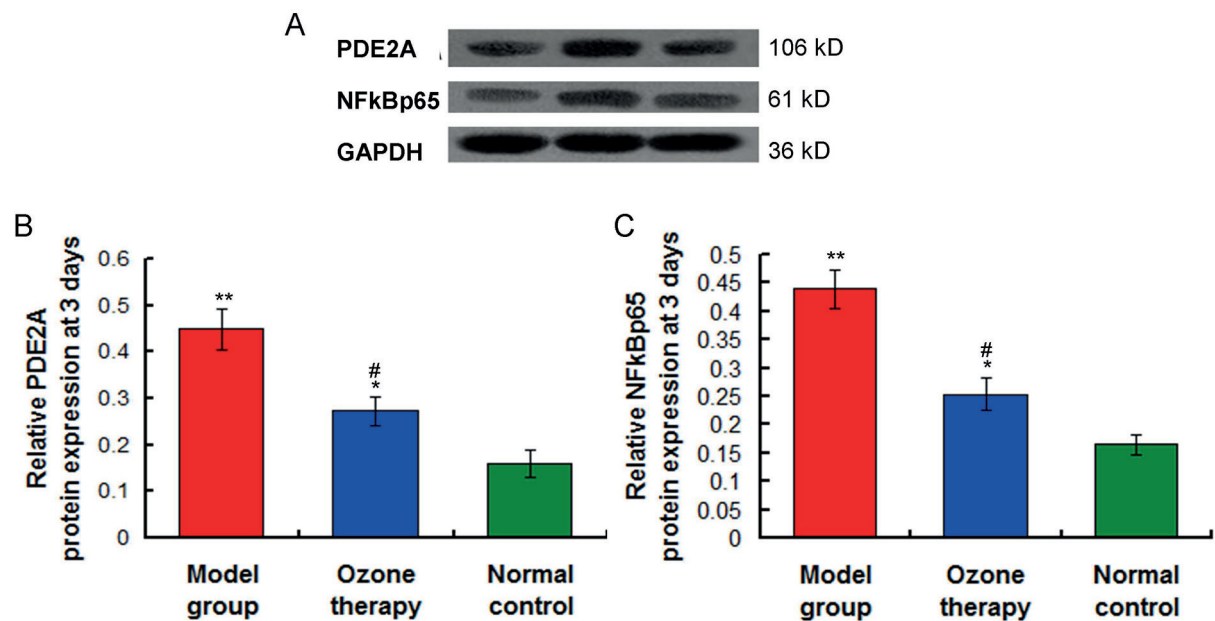 A
PDE2A 106 kD
NFkBp65 61 kD
GAPDH 36 kD
B
Relative PDE2A
protein expression at 3 days
0.6
0.5
0.4
0.3
0.2
0.1
0
**
#
*
Model
group
Ozone
therapy
Normal
control
C
Relative NFkBp65
protein expression at 3 days
0.5
0.45
0.4
0.35
0.3
0.25
0.2
0.15
0.1
0.05
0
**
#
*
Model
group
Ozone
therapy
Normal
control